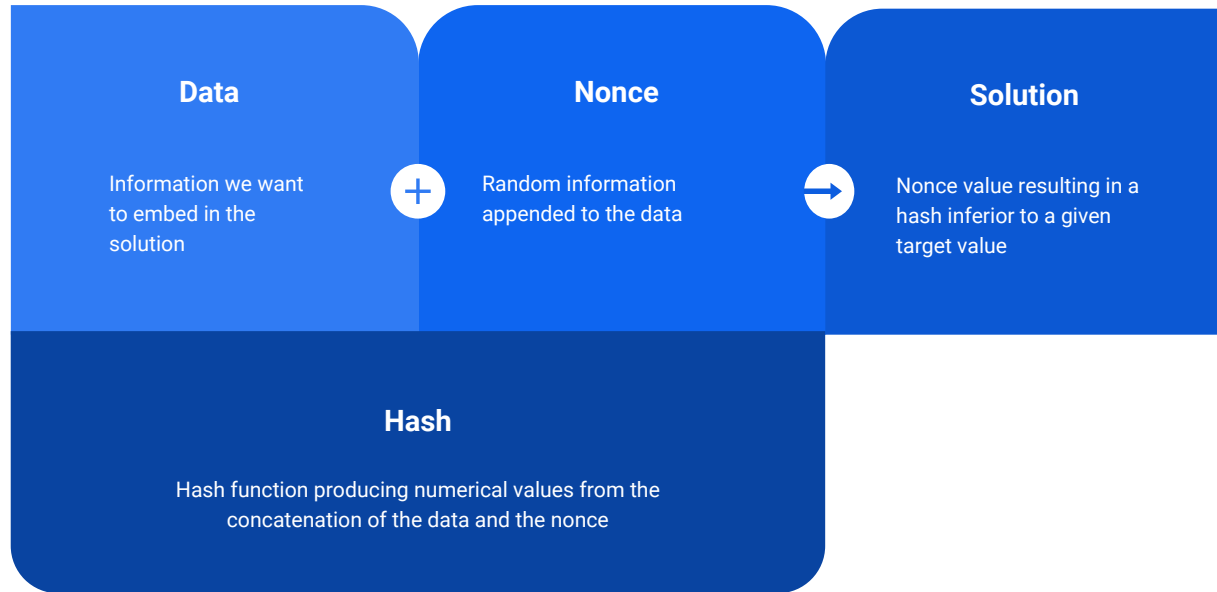 Data
Information we want
to embed in the
solution
Nonce
Random information
appended to the data
Solution
Nonce value resulting in a
hash inferior to a given
target value
Hash
Hash function producing numerical values from the
concatenation of the data and the nonce